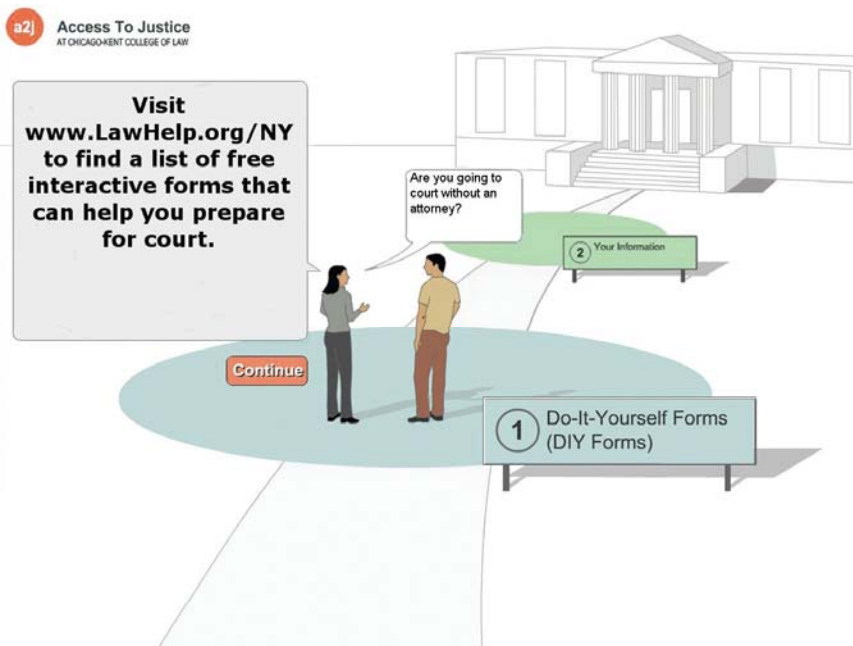 a2j
Access To Justice
AT CHICAGO-KENT COLLEGE OF LAW
Visit
www.LawHelp.org/NY
to find a list of free
interactive forms that
can help you prepare
for court.
Are you going to
court without an
attorney?
2 Your Information
Continue
1 Do-It-Yourself Forms
(DIY Forms)